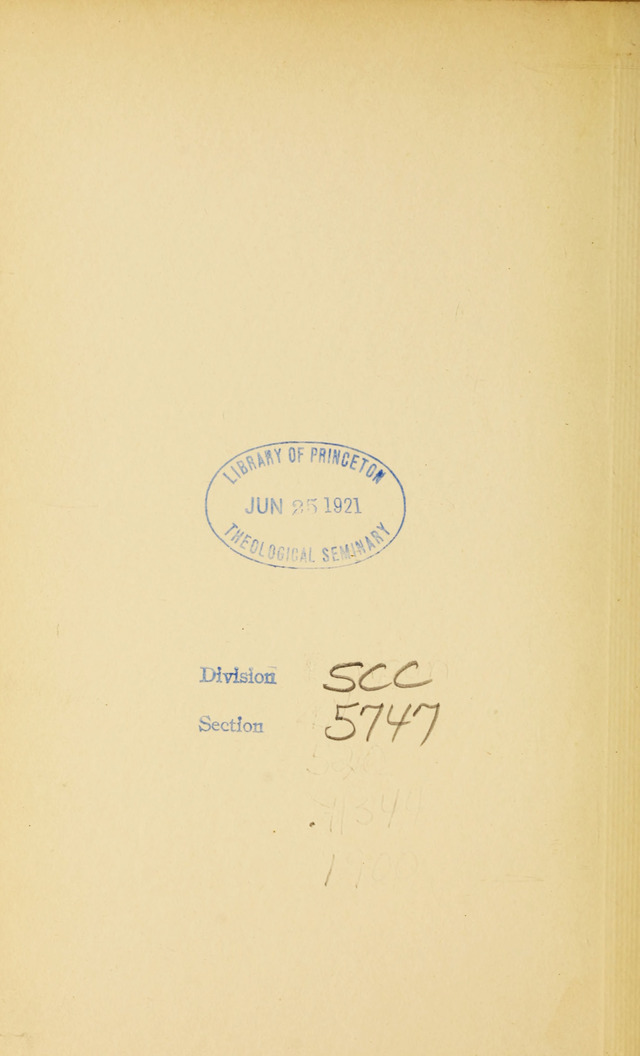 LIBRARY OF PRINCETON
JUN 25 1921
THEOLOGICAL SEMINARY
Division SCC
Section 5747